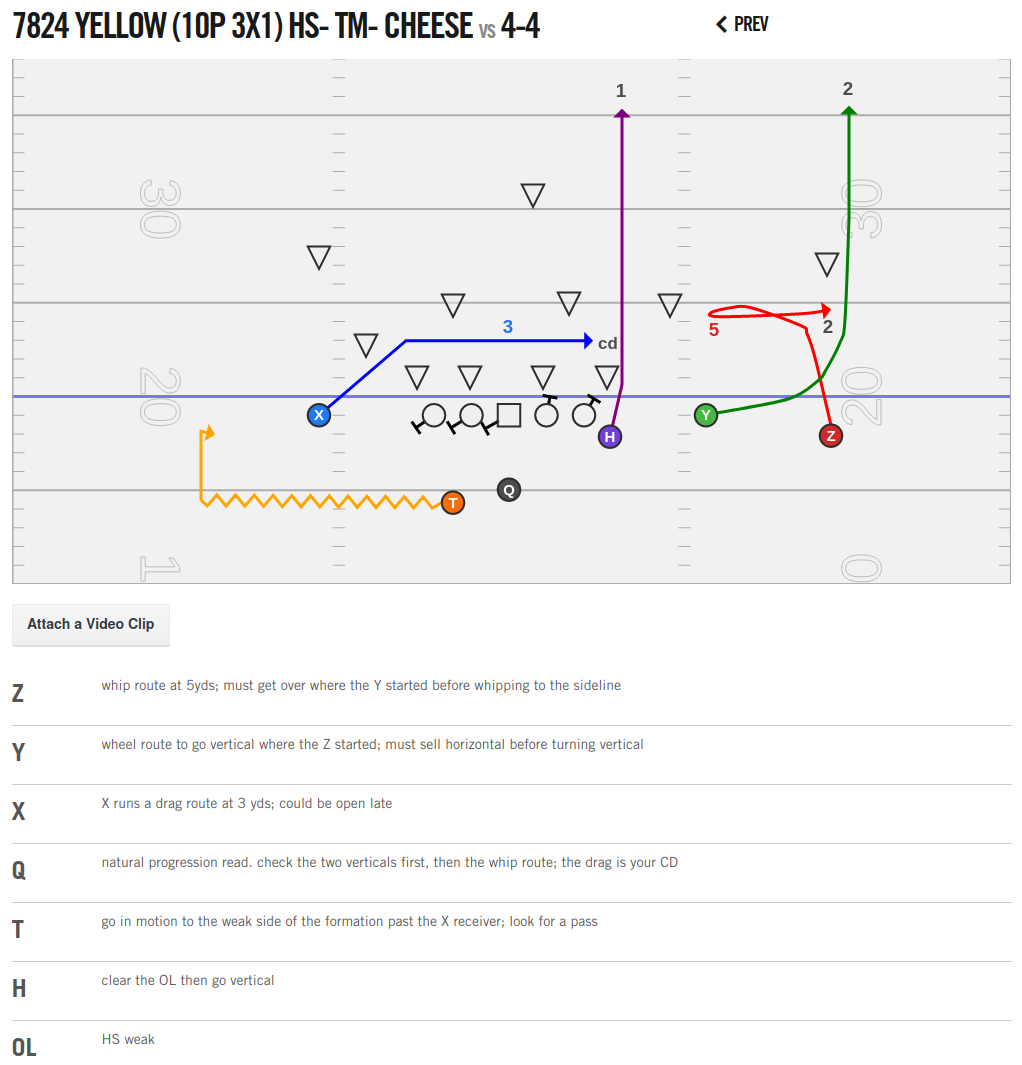 7824 YELLOW (10P 3X1) HS- TM- CHEESE vs 4-4
PREV
1
2
30
30
3
cd
5
2
20
20
X
Y
H
Z
T
Q
1
0
Attach a Video Clip
Z whip route at 5yds; must get over where the Y started before whipping to the sideline
Y wheel route to go vertical where the Z started; must sell horizontal before turning vertical
X X runs a drag route at 3 yds; could be open late
Q natural progression read. check the two verticals first, then the whip route; the drag is your CD
T go in motion to the weak side of the formation past the X receiver; look for a pass
H clear the OL then go vertical
OL HS weak